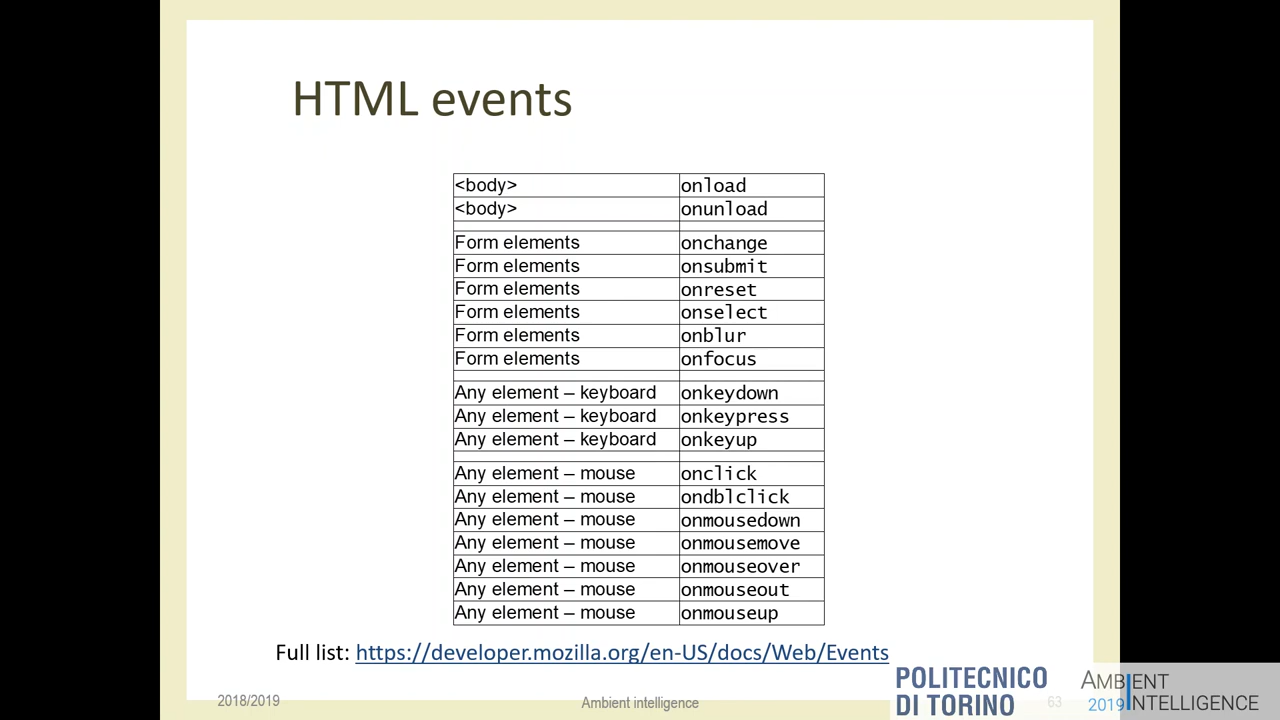 HTML events
<body> onload
<body> onunload
Form elements onchange
Form elements onsubmit
Form elements onreset
Form elements onselect
Form elements onblur
Form elements onfocus
Any element – keyboard onkeydown
Any element – keyboard onkeypress
Any element – keyboard onkeyup
Any element – mouse onclick
Any element – mouse ondblclick
Any element – mouse onmousedown
Any element – mouse onmousemove
Any element – mouse onmouseover
Any element – mouse onmouseout
Any element – mouse onmouseup
Full list: https://developer.mozilla.org/en-US/docs/Web/Events
2018/2019
Ambient intelligence
POLITECNICO
DI TORINO
63
AMBIENT
2019 INTELLIGENCE